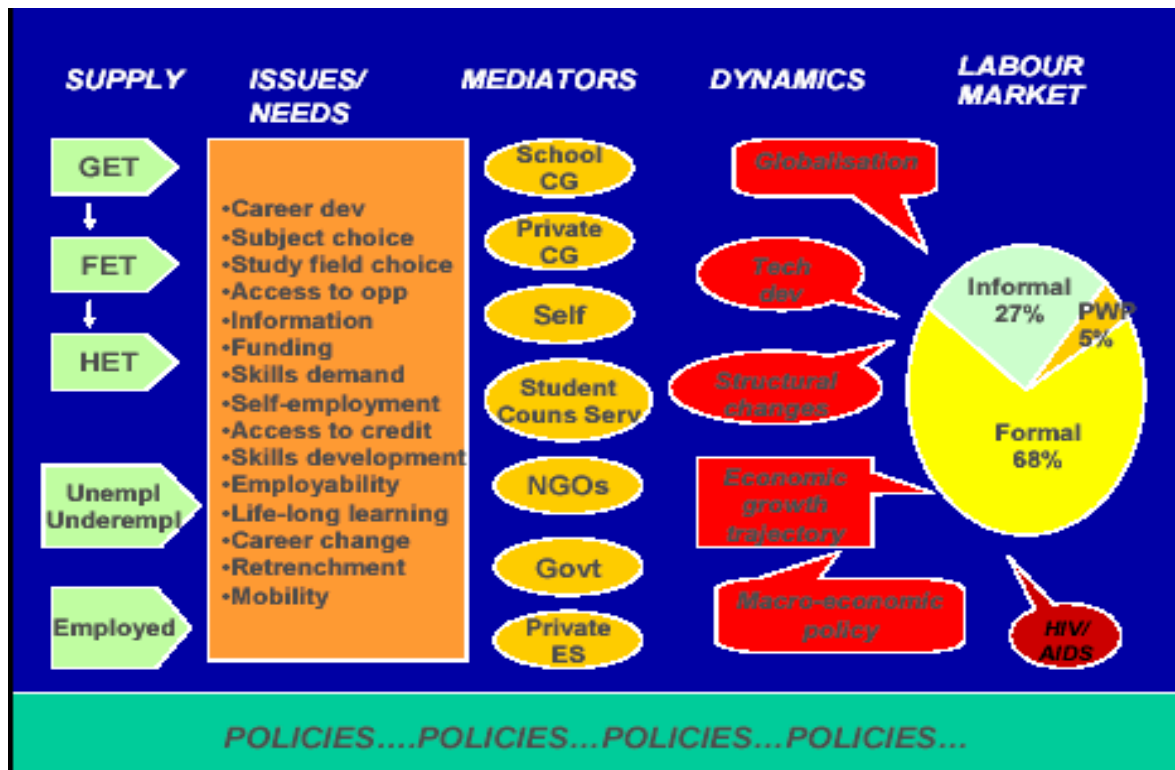 SUPPLY
ISSUES/
NEEDS
MEDIATORS
DYNAMICS
LABOUR
MARKET
GET
FET
HET
Unempl
Underempl
Employed
•Career dev
•Subject choice
•Study field choice
•Access to opp
•Information
•Funding
•Skills demand
•Self-employment
•Access to credit
•Skills development
•Employability
•Life-long learning
•Career change
•Retrenchment
•Mobility
School
CG
Private
CG
Self
Student
Couns Serv
NGOs
Govt
Private
ES
Globalisation
Tech
dev
Structural
changes
Economic
growth
trajectory
Macro-economic
policy
Informal
27%
PWP
5%
Formal
68%
HIV/
AIDS
POLICIES....POLICIES...POLICIES...POLICIES...